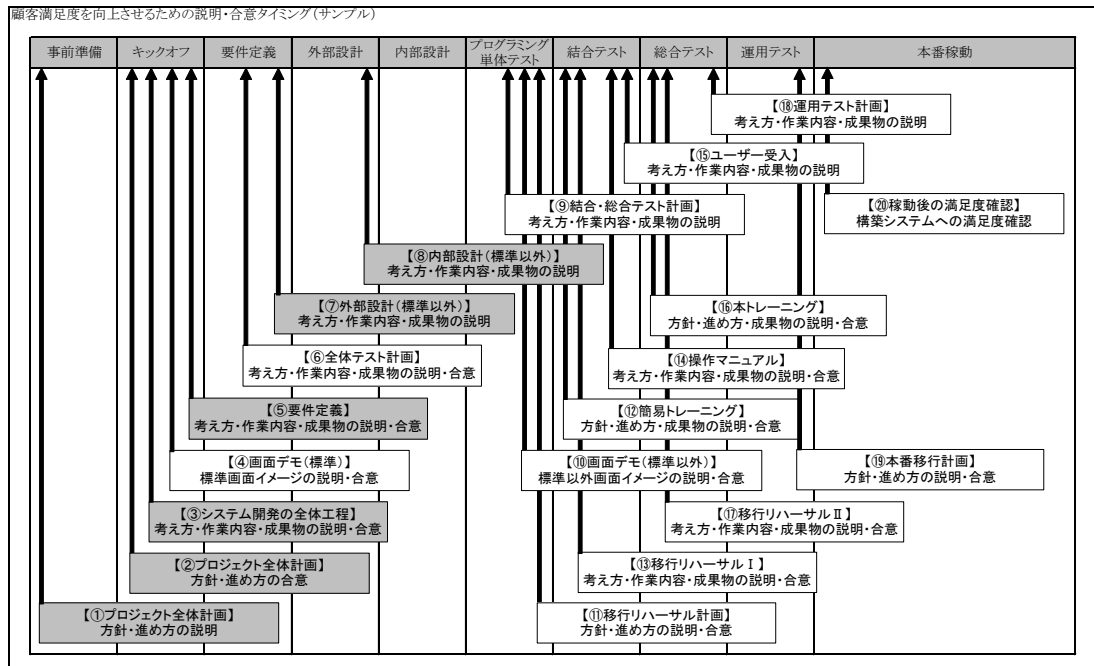 顧客満足度を向上させるための説明・合意タイミング(サンプル)
事前準備
キックオフ
要件定義
外部設計
内部設計
プログラミング
単体テスト
結合テスト
総合テスト
運用テスト
本番稼動
【⑱運用テスト計画】
考え方・作業内容・成果物の説明
【⑮ユーザー受入】
考え方・作業内容・成果物の説明
【⑨結合・総合テスト計画】
考え方・作業内容・成果物の説明
【⑳稼動後の満足度確認】
構築システムへの満足度確認
【⑧内部設計(標準以外)】
考え方・作業内容・成果物の説明
【⑦外部設計(標準以外)】
考え方・作業内容・成果物の説明
【⑯本トレーニング】
方針・進め方・成果物の説明・合意
【⑥全体テスト計画】
考え方・作業内容・成果物の説明・合意
【⑭操作マニュアル】
考え方・作業内容・成果物の説明・合意
【⑤要件定義】
考え方・作業内容・成果物の説明・合意
【⑫簡易トレーニング】
方針・進め方・成果物の説明・合意
【④画面デモ(標準)】
標準画面イメージの説明・合意
【⑩画面デモ(標準以外)】
標準以外画面イメージの説明・合意
【⑲本番移行計画】
方針・進め方の説明・合意
【③システム開発の全体工程】
考え方・作業内容・成果物の説明・合意
【⑰移行リハーサルⅡ】
考え方・作業内容・成果物の説明・合意
【②プロジェクト全体計画】
方針・進め方の合意
【⑬移行リハーサルⅠ】
考え方・作業内容・成果物の説明・合意
【①プロジェクト全体計画】
方針・進め方の説明
【⑪移行リハーサル計画】
方針・進め方の説明・合意